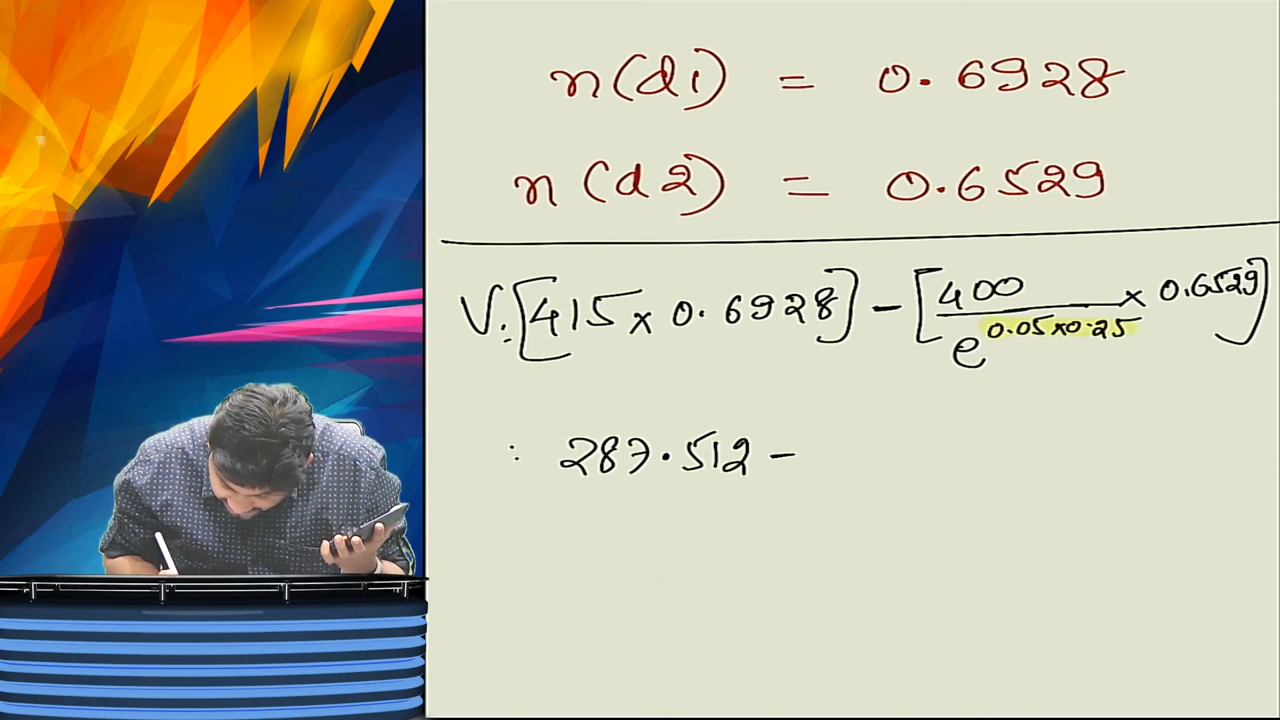 n(d1) = 0.6928
n(d2) = 0.6529
V: [415 x 0.6928] - [400 / e^0.05x0.25 x 0.6529]
: 287.512 -